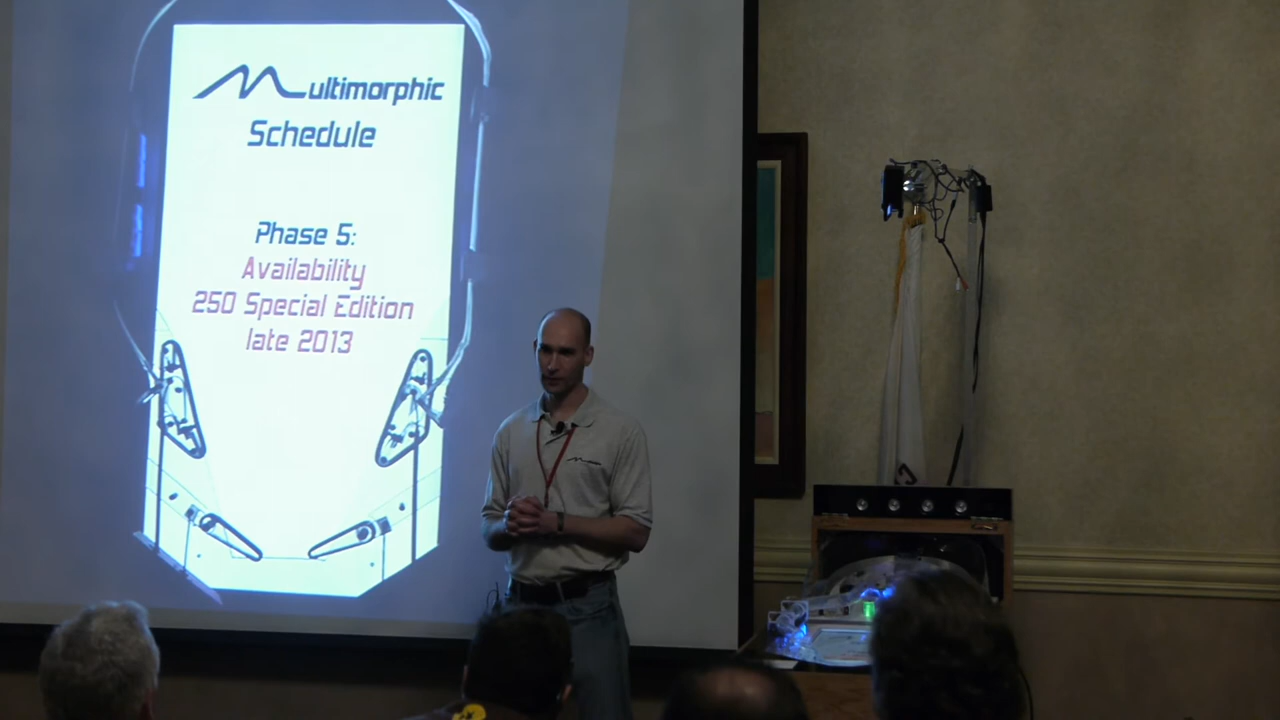 Multimorphic
Schedule
Phase 5:
Availability
250 Special Edition
late 2013